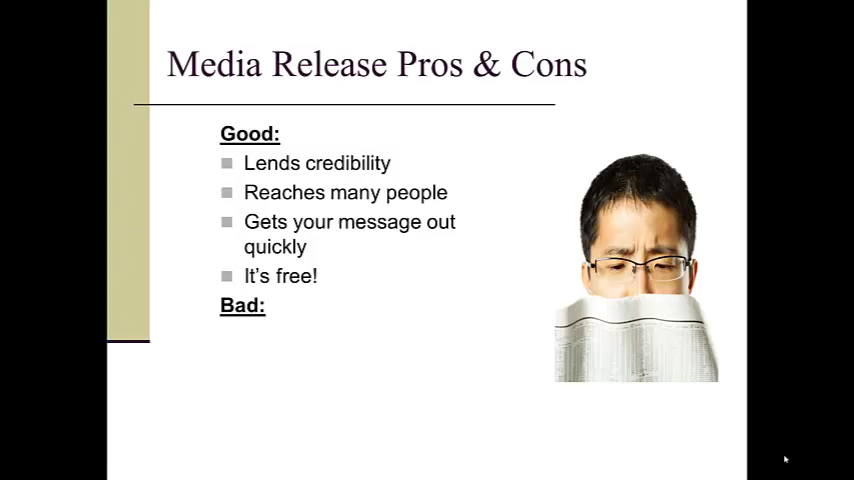 Media Release Pros & Cons
Good:
Lends credibility
Reaches many people
Gets your message out
quickly
It's free!
Bad: